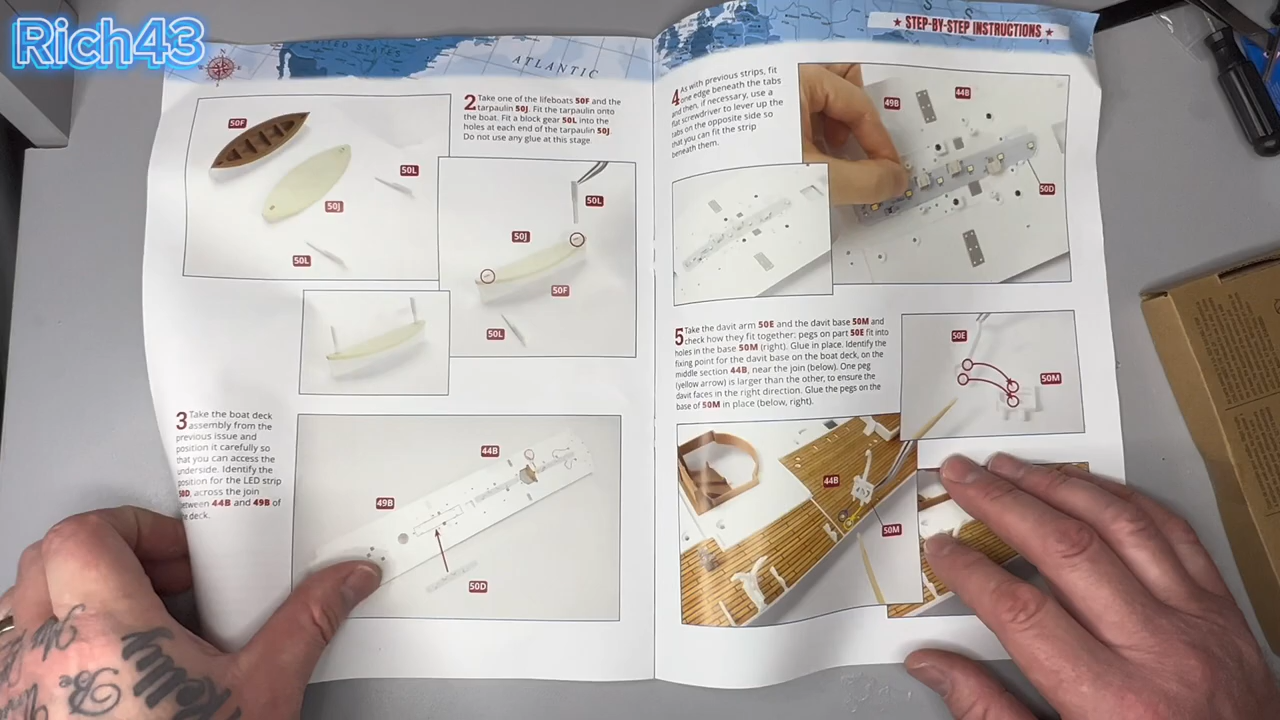 Rich43
UNITED STATES
ATLANTIC
★ STEP-BY-STEP INSTRUCTIONS ★
50F
50J
50L
50L
2 Take one of the lifeboats 50F and the
tarpaulin 50J. Fit the tarpaulin onto
the boat. Fit a block gear 50L into the
holes at each end of the tarpaulin 50J.
Do not use any glue at this stage.
50L
50J
50F
50L
3 Take the boat deck
assembly from the
previous issue and
position it carefully so
that you can access the
underside. Identify the
position for the LED strip
50D, across the join
between 44B and 49B of
deck.
44B
49B
50D
4 As with previous strips, fit
one edge beneath the tabs
and then, if necessary, use a
flat screwdriver to lever up the
tabs on the opposite side so
that you can fit the strip
beneath them.
49B
44B
50D
5 Take the davit arm 50E and the davit base 50M and
check how they fit together: pegs on part 50E fit into
holes in the base 50M (right). Glue in place. Identify the
fixing point for the davit base on the boat deck, on the
middle section 44B, near the join (below). One peg
(yellow arrow) is larger than the other, to ensure the
davit faces in the right direction. Glue the pegs on the
base of 50M in place (below, right).
50E
50M
44B
50M
Kelly